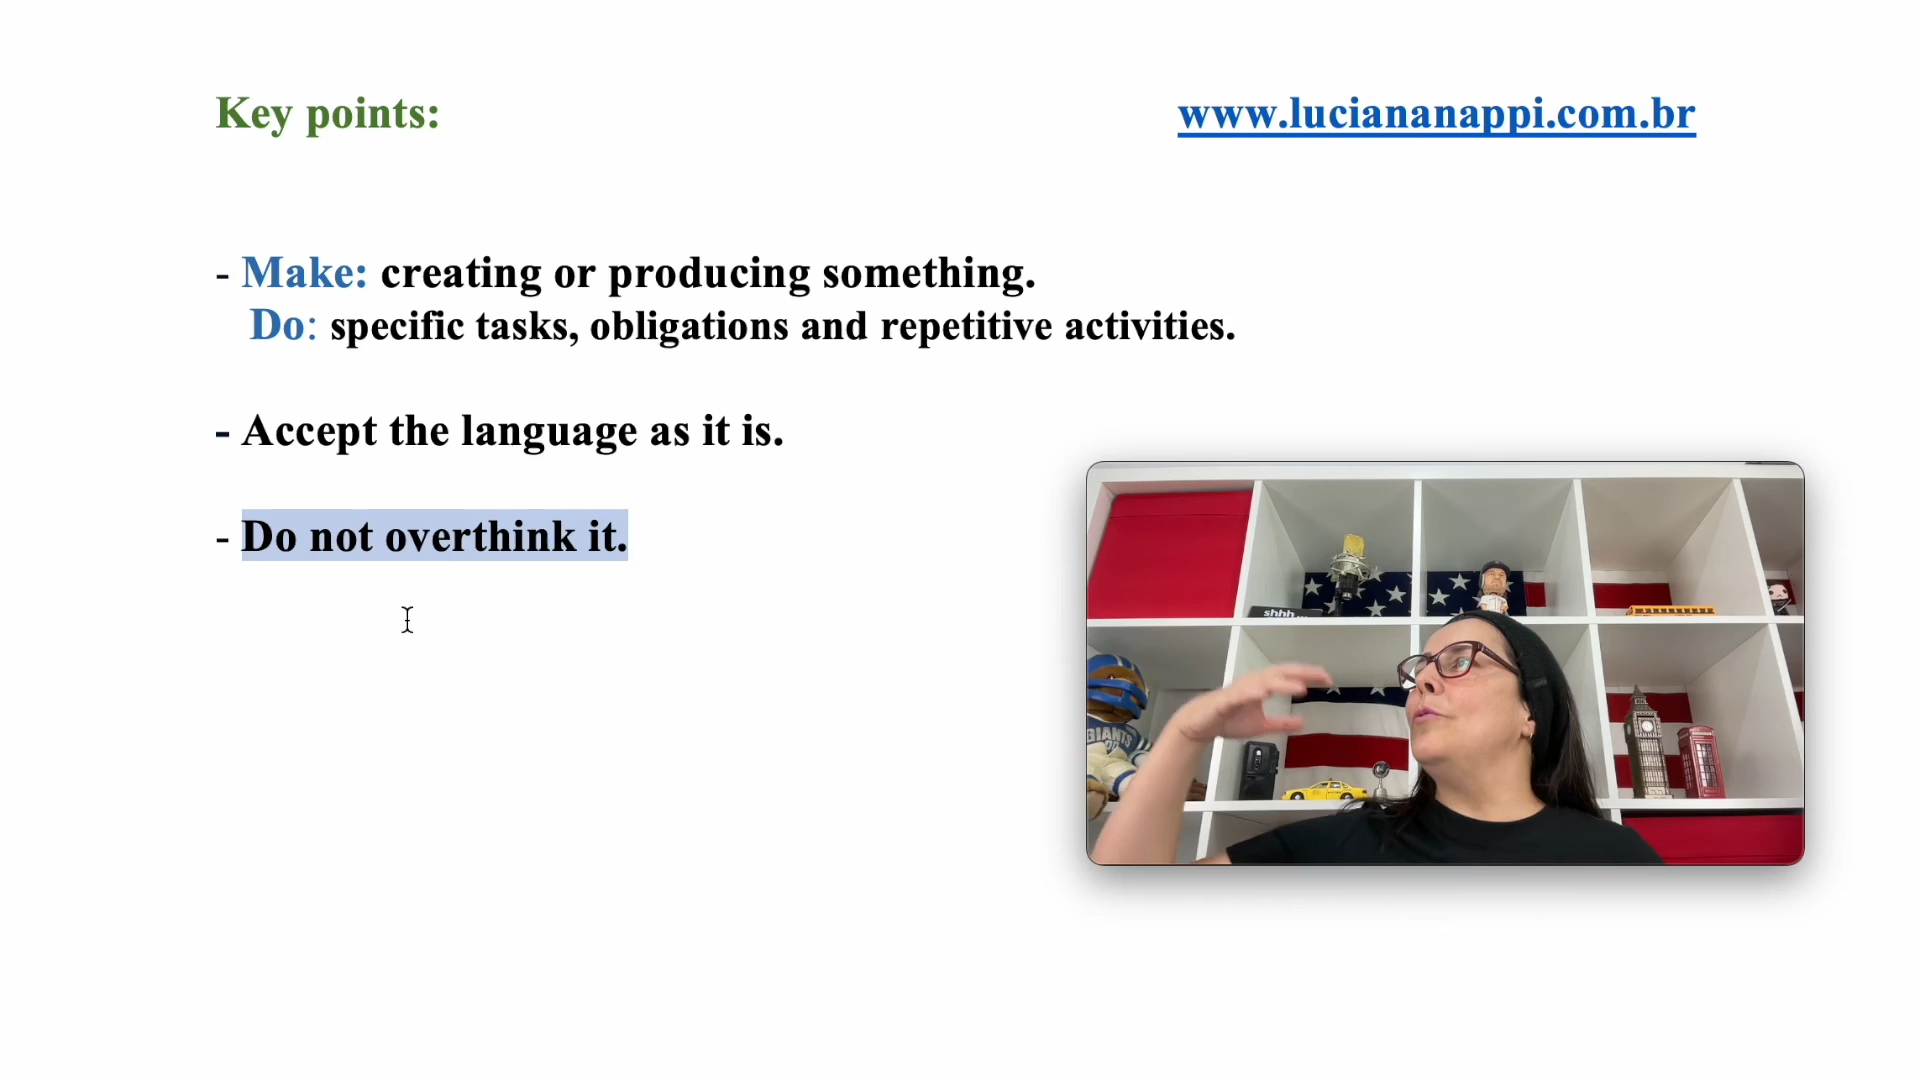 Key points:
www.luciananappi.com.br
- Make: creating or producing something.
Do: specific tasks, obligations and repetitive activities.
- Accept the language as it is.
- Do not overthink it.
shhh...
GIANTS